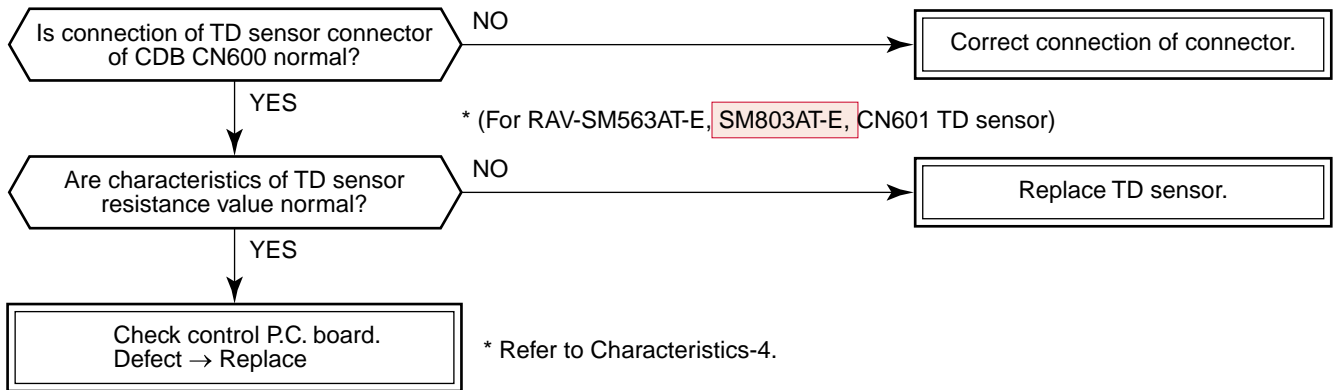 Is connection of TD sensor connector
of CDB CN600 normal?
NO
Correct connection of connector.
YES
* (For RAV-SM563AT-E, SM803AT-E, CN601 TD sensor)
Are characteristics of TD sensor
resistance value normal?
NO
Replace TD sensor.
YES
Check control P.C. board.
Defect → Replace
* Refer to Characteristics-4.